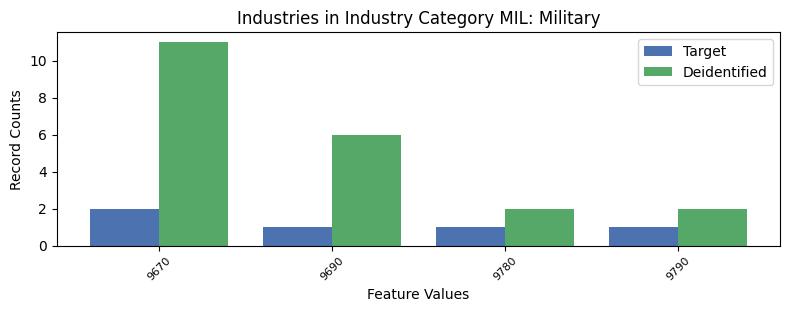 Industries in Industry Category MIL: Military
Record Counts
10
8
6
4
2
0
Target
Deidentified
9670
9690
9780
9790
Feature Values